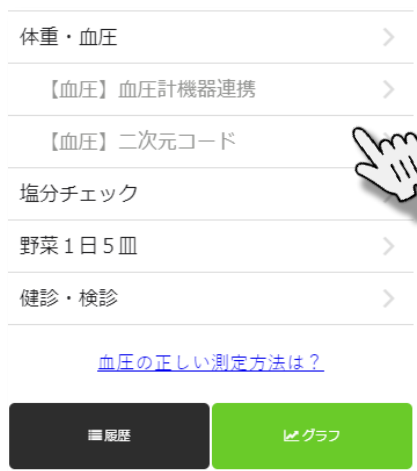 体重・血圧
【血圧】血圧計機器連携
【血圧】二次元コード
塩分チェック
野菜1日5皿
健診・検診
血圧の正しい測定方法は？
履歴
グラフ